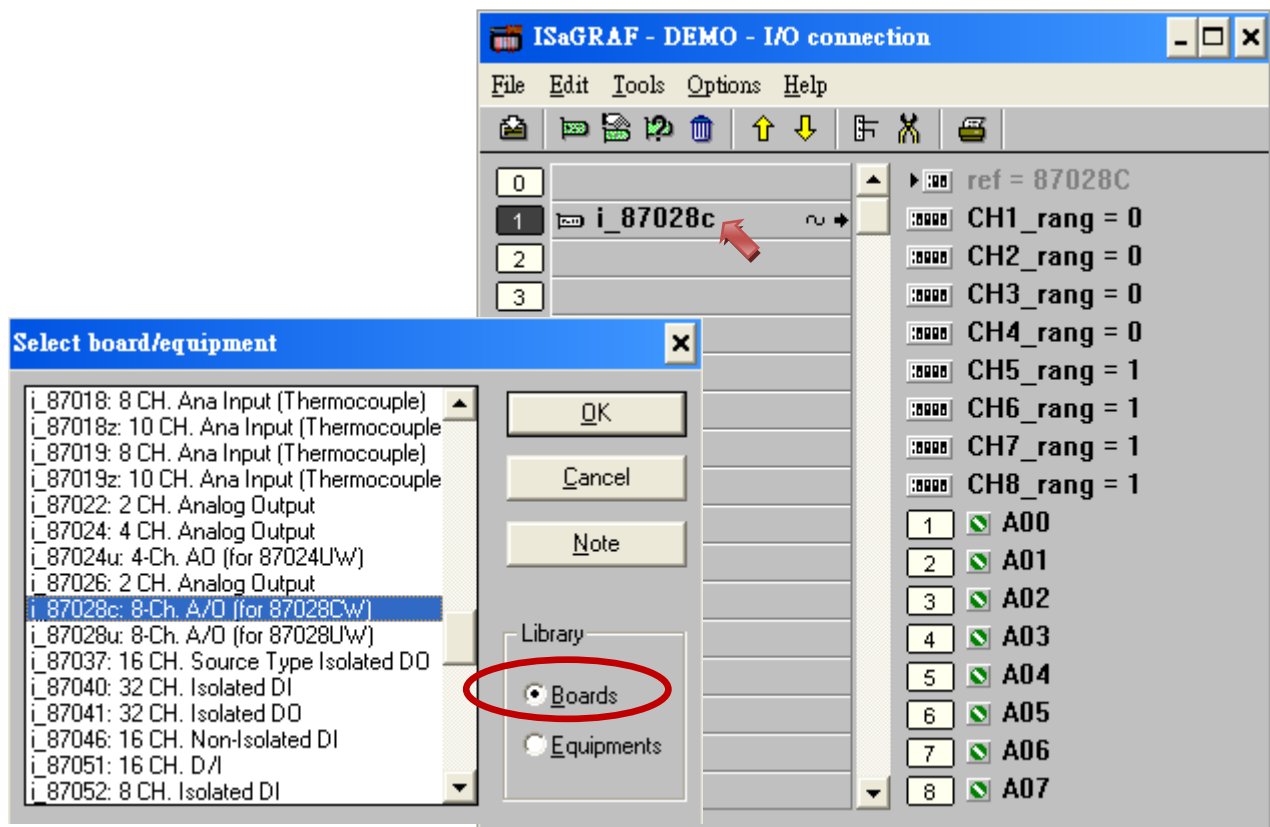 ISaGRAF - DEMO - I/O connection
File Edit Tools Options Help
0
1 i_87028c
2
3
ref = 87028C
CH1_rang = 0
CH2_rang = 0
CH3_rang = 0
CH4_rang = 0
CH5_rang = 1
CH6_rang = 1
CH7_rang = 1
CH8_rang = 1
1 A00
2 A01
3 A02
4 A03
5 A04
6 A05
7 A06
8 A07
Select board/equipment
i_87018: 8 CH. Ana Input (Thermocouple)
i_87018z: 10 CH. Ana Input (Thermocouple
i_87019: 8 CH. Ana Input (Thermocouple)
i_87019z: 10 CH. Ana Input (Thermocouple
i_87022: 2 CH. Analog Output
i_87024: 4 CH. Analog Output
i_87024u: 4-Ch. AO (for 87024UW)
i_87026: 2 CH. Analog Output
i_87028c: 8-Ch. A/O (for 87028CW)
i_87028u: 8-Ch. A/O (for 87028UW)
i_87037: 16 CH. Source Type Isolated DO
i_87040: 32 CH. Isolated DI
i_87041: 32 CH. Isolated DO
i_87046: 16 CH. Non-Isolated DI
i_87051: 16 CH. D/I
i_87052: 8 CH. Isolated DI
OK
Cancel
Note
Library
Boards
Equipments